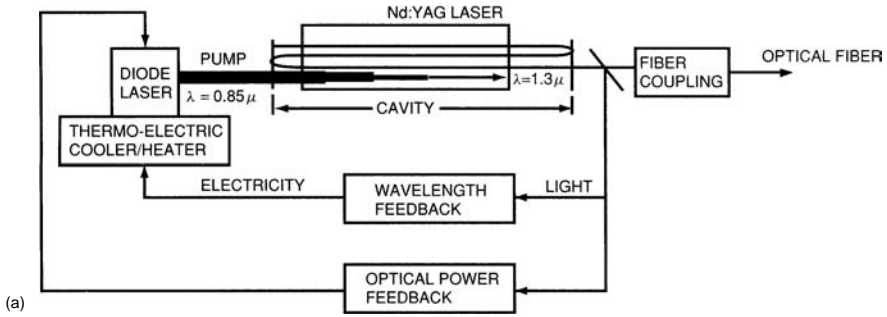 Nd:YAG LASER
PUMP
DIODE
LASER
λ = 0.85μ
λ=1.3μ
CAVITY
FIBER
COUPLING
OPTICAL FIBER
THERMO-ELECTRIC
COOLER/HEATER
ELECTRICITY
WAVELENGTH
FEEDBACK
LIGHT
OPTICAL POWER
FEEDBACK
(a)